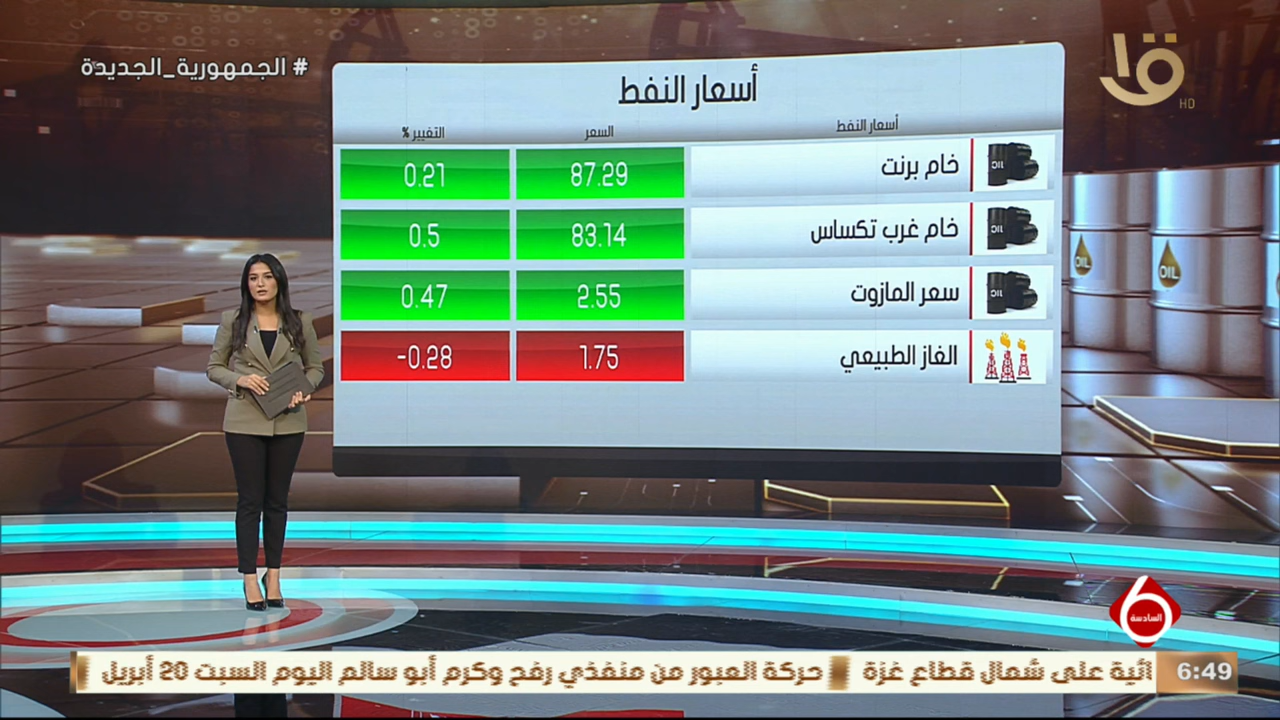 # الجمهورية_الجديدة
HD
أسعار النفط
أسعار النفط السعر التغيير %
خام برنت 87.29 0.21
خام غرب تكساس 83.14 0.5
سعر المازوت 2.55 0.47
الغاز الطبيعي 1.75 -0.28
OIL OIL
السادسة
6:49 ائية على شمال قطاع غزة حركة العبور من منفذي رفح وكرم أبو سالم اليوم السبت 20 أبريل